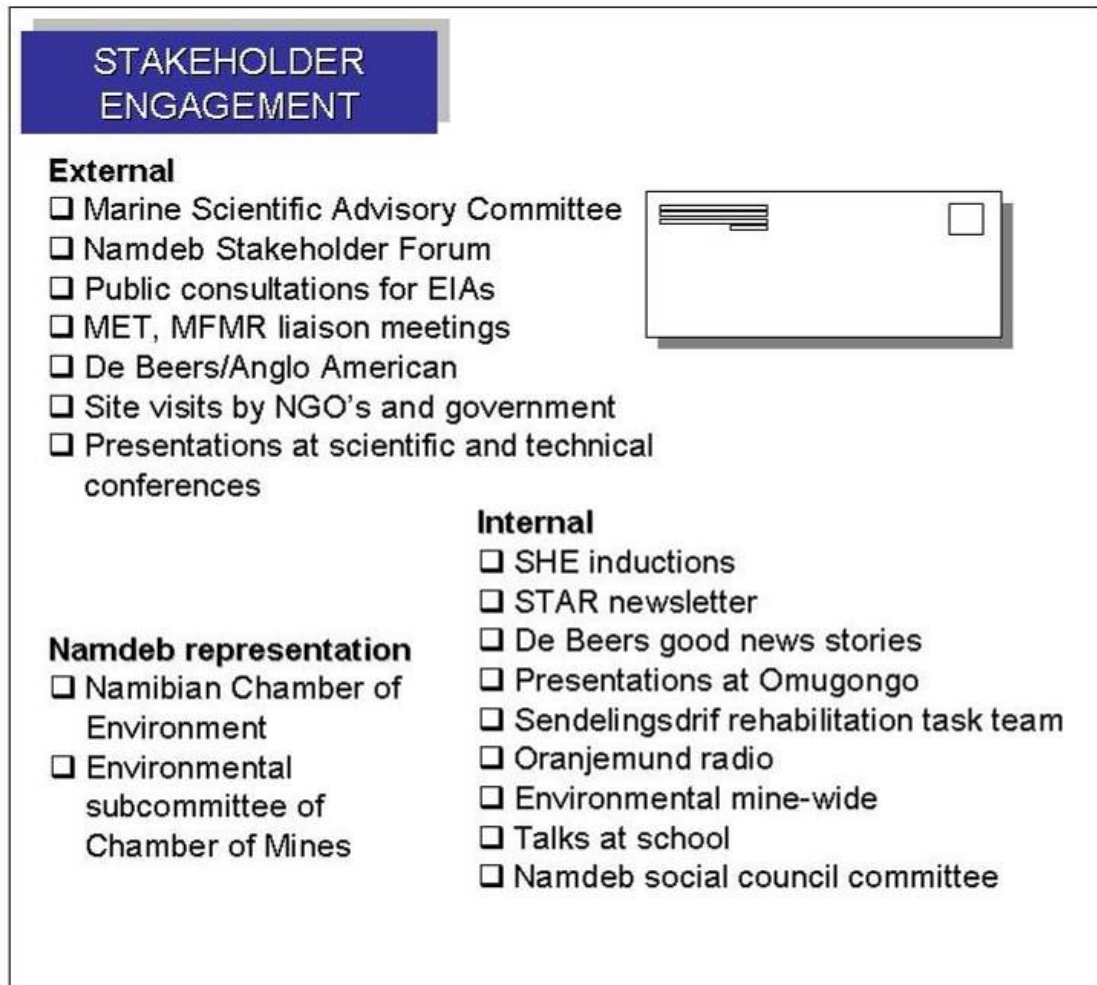 STAKEHOLDER
ENGAGEMENT
External
❑ Marine Scientific Advisory Committee
❑ Namdeb Stakeholder Forum
❑ Public consultations for EIAs
❑ MET, MFMR liaison meetings
❑ De Beers/Anglo American
❑ Site visits by NGO's and government
❑ Presentations at scientific and technical
conferences
Namdeb representation
❑ Namibian Chamber of
Environment
❑ Environmental
subcommittee of
Chamber of Mines
Internal
❑ SHE inductions
❑ STAR newsletter
❑ De Beers good news stories
❑ Presentations at Omugongo
❑ Sendelingsdrif rehabilitation task team
❑ Oranjemund radio
❑ Environmental mine-wide
❑ Talks at school
❑ Namdeb social council committee